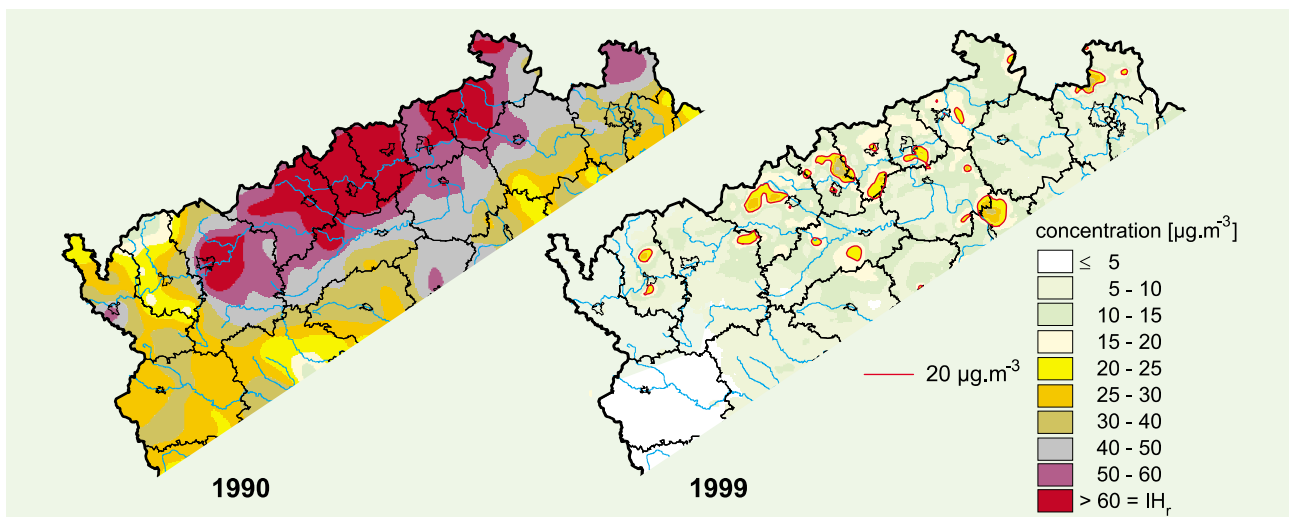 concentration [µg.m-3]
≤ 5
5 - 10
10 - 15
15 - 20
20 - 25
25 - 30
30 - 40
40 - 50
50 - 60
> 60 = IHr
20 µg.m-3
1990
1999